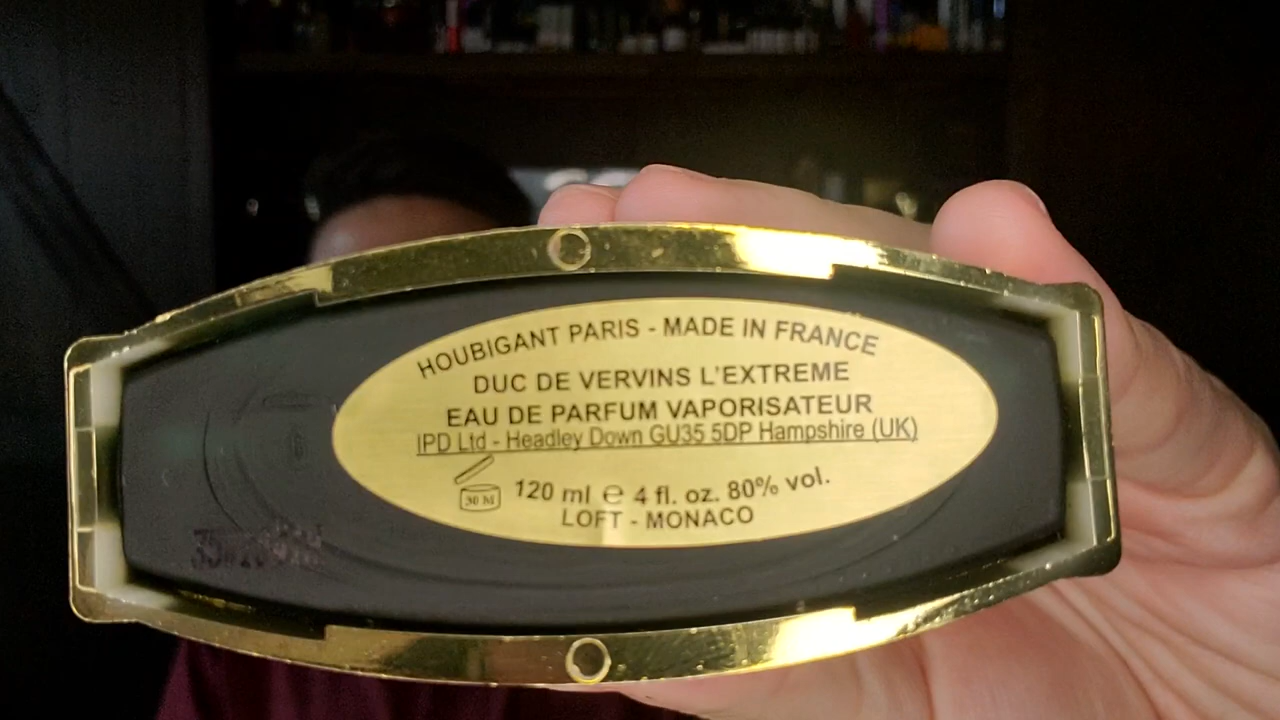 HOUBIGANT PARIS - MADE IN FRANCE
DUC DE VERVINS L'EXTREME
EAU DE PARFUM VAPORISATEUR
IPD Ltd - Headley Down GU35 5DP Hampshire (UK)
30 M 120 ml ℮ 4 fl. oz. 80% vol.
LOFT - MONACO